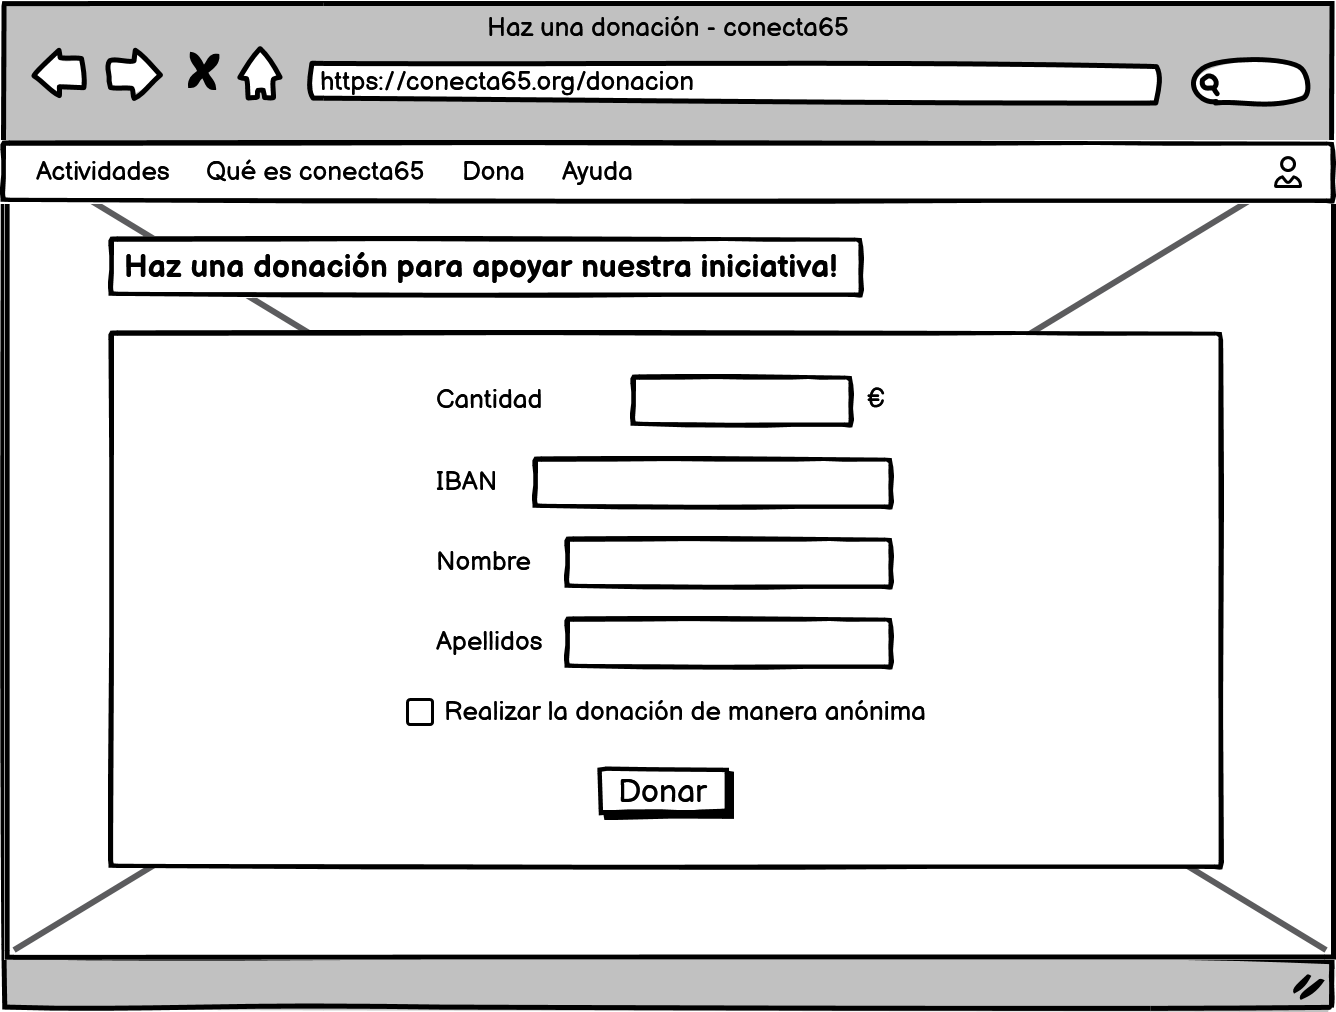 Haz una donación - conecta65
https://conecta65.org/donacion
Actividades Qué es conecta65 Dona Ayuda
Haz una donación para apoyar nuestra iniciativa!
Cantidad €
IBAN
Nombre
Apellidos
Realizar la donación de manera anónima
Donar